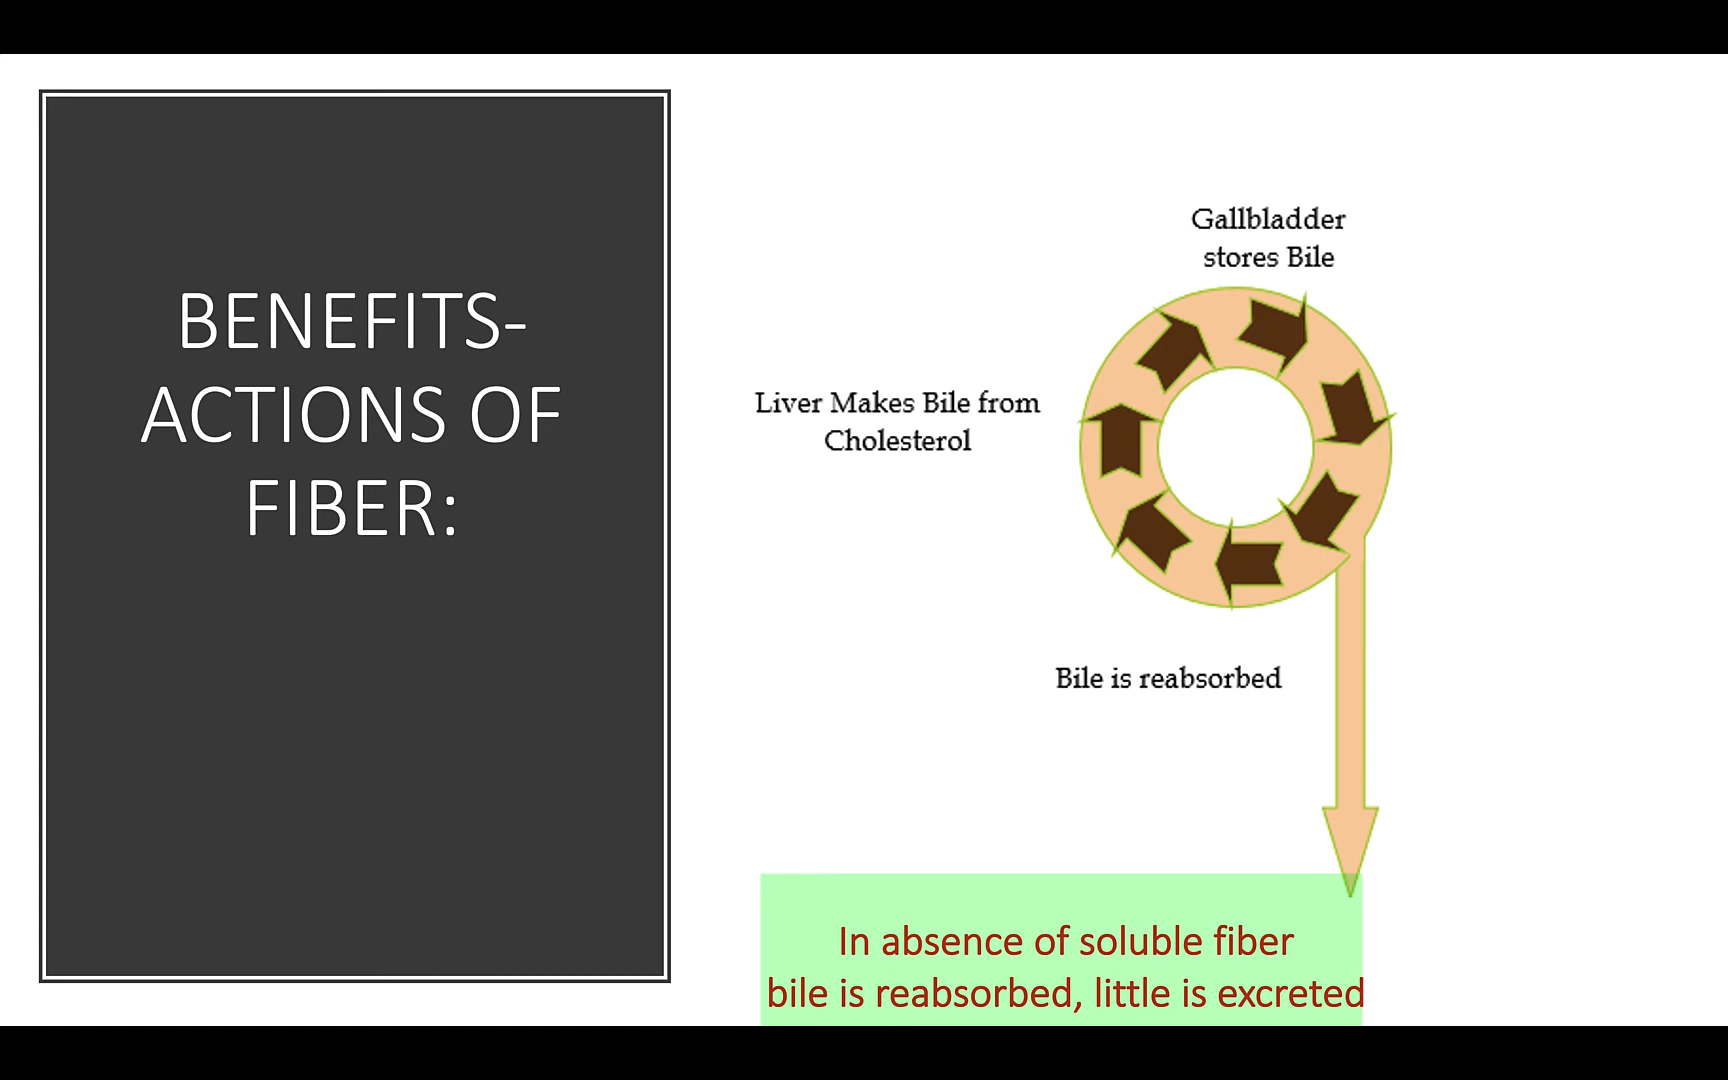 BENEFITS-
ACTIONS OF
FIBER:
Gallbladder
stores Bile
Liver Makes Bile from
Cholesterol
Bile is reabsorbed
In absence of soluble fiber
bile is reabsorbed, little is excreted